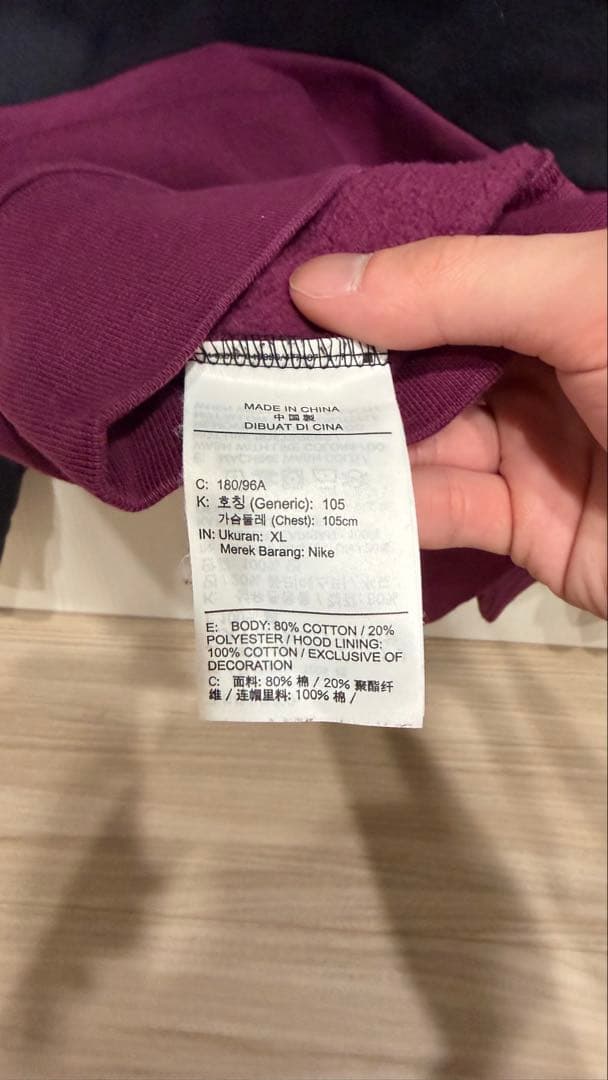 MADE IN CHINA
中國製
DIBUAT DI CINA
C: 180/96A
K: 호칭 (Generic): 105
가슴둘레 (Chest): 105cm
IN: Ukuran: XL
Merek Barang: Nike
E: BODY: 80% COTTON / 20%
POLYESTER / HOOD LINING:
100% COTTON / EXCLUSIVE OF
DECORATION
C: 面料: 80% 棉 / 20% 聚酯纤
维 / 连帽里料: 100% 棉 /